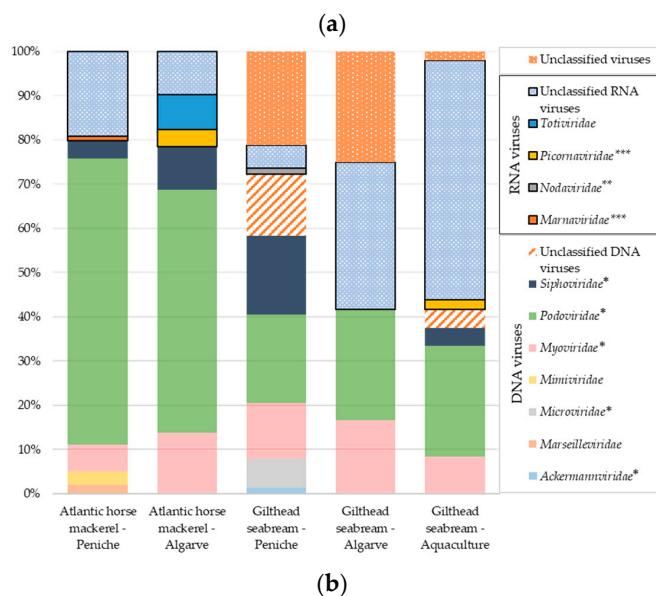 (a)
100%
90%
80%
70%
60%
50%
40%
30%
20%
10%
0%
Atlantic horse
mackerel -
Peniche
Atlantic horse
mackerel -
Algarve
Gilthead
seabream -
Peniche
Gilthead
seabream -
Algarve
Gilthead
seabream -
Aquaculture
Unclassified viruses
RNA viruses
Unclassified RNA
viruses
Totiviridae
Picornaviridae***
Nodaviridae**
Marnaviridae***
DNA viruses
Unclassified DNA
viruses
Siphoviridae*
Podoviridae*
Myoviridae*
Mimiviridae
Microviridae*
Marseilleviridae
Ackermannviridae*
(b)